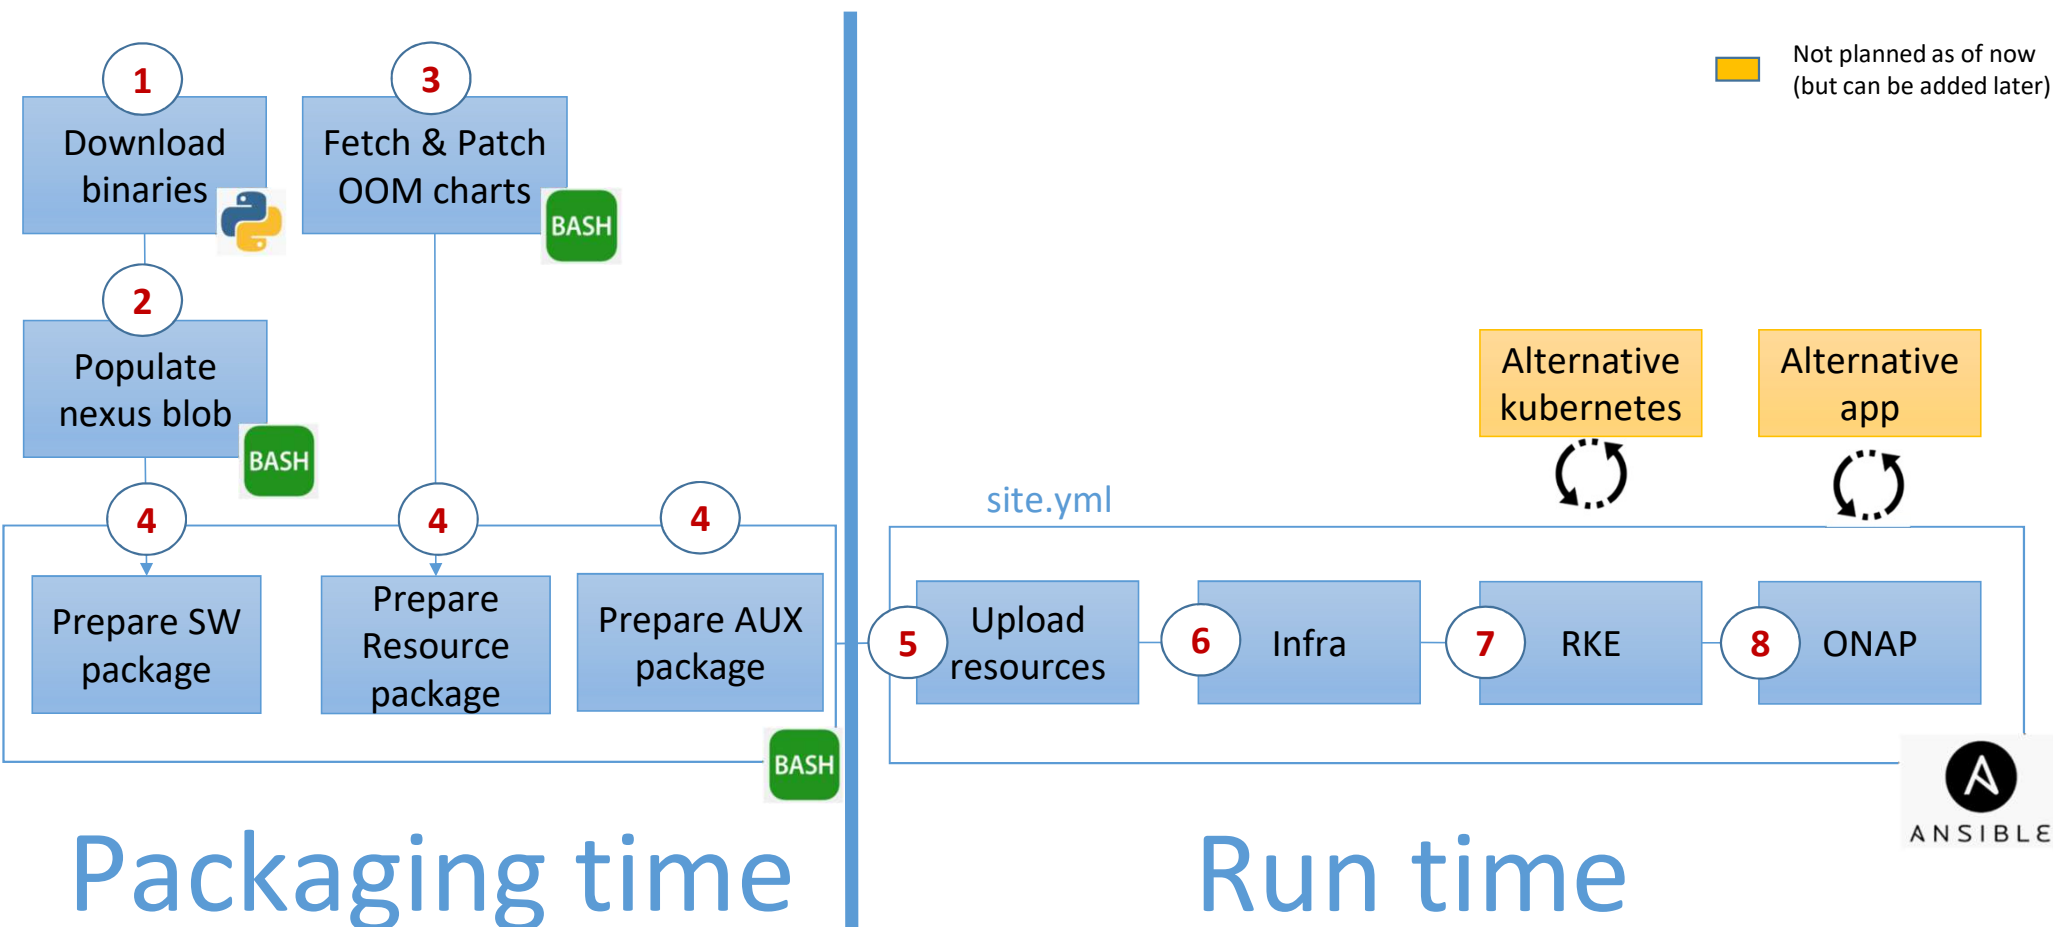 1
Download
binaries
3
Fetch & Patch
OOM charts
BASH
2
Populate
nexus blob
BASH
4
Prepare SW
package
4
Prepare
Resource
package
4
Prepare AUX
package
BASH
Packaging time
Not planned as of now
(but can be added later)
Alternative
kubernetes
Alternative
app
site.yml
5
Upload
resources
6
Infra
7
RKE
8
ONAP
ANSIBLE
Run time